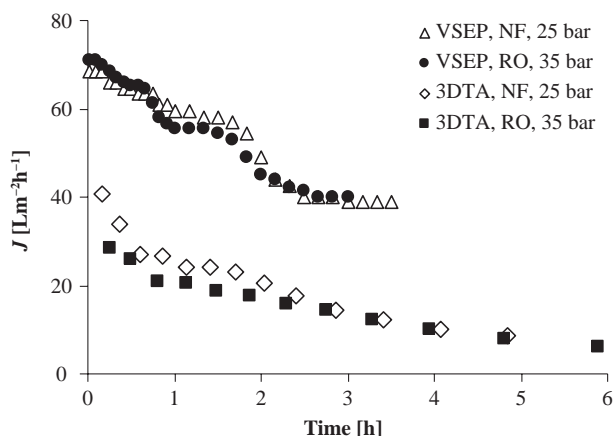 80
60
40
20
0
J [Lm⁻²h⁻¹]
△ VSEP, NF, 25 bar
● VSEP, RO, 35 bar
◇ 3DTA, NF, 25 bar
■ 3DTA, RO, 35 bar
0 1 2 3 4 5 6
Time [h]